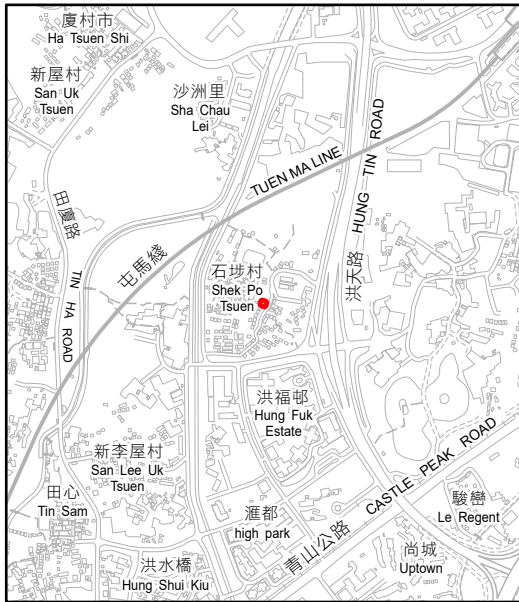 廈村市
Ha Tsuen Shi
新屋村
San Uk
Tsuen
沙洲里
Sha Chau
Lei
田廈路
TIN HA ROAD
屯馬綫
TUEN MA LINE
洪天路 HUNG TIN ROAD
石埗村
Shek Po
Tsuen
洪福邨
Hung Fuk
Estate
新李屋村
San Lee Uk
Tsuen
田心
Tin Sam
滙都
high park
青山公路 CASTLE PEAK ROAD
駿巒
Le Regent
尚城
Uptown
洪水橋
Hung Shui Kiu